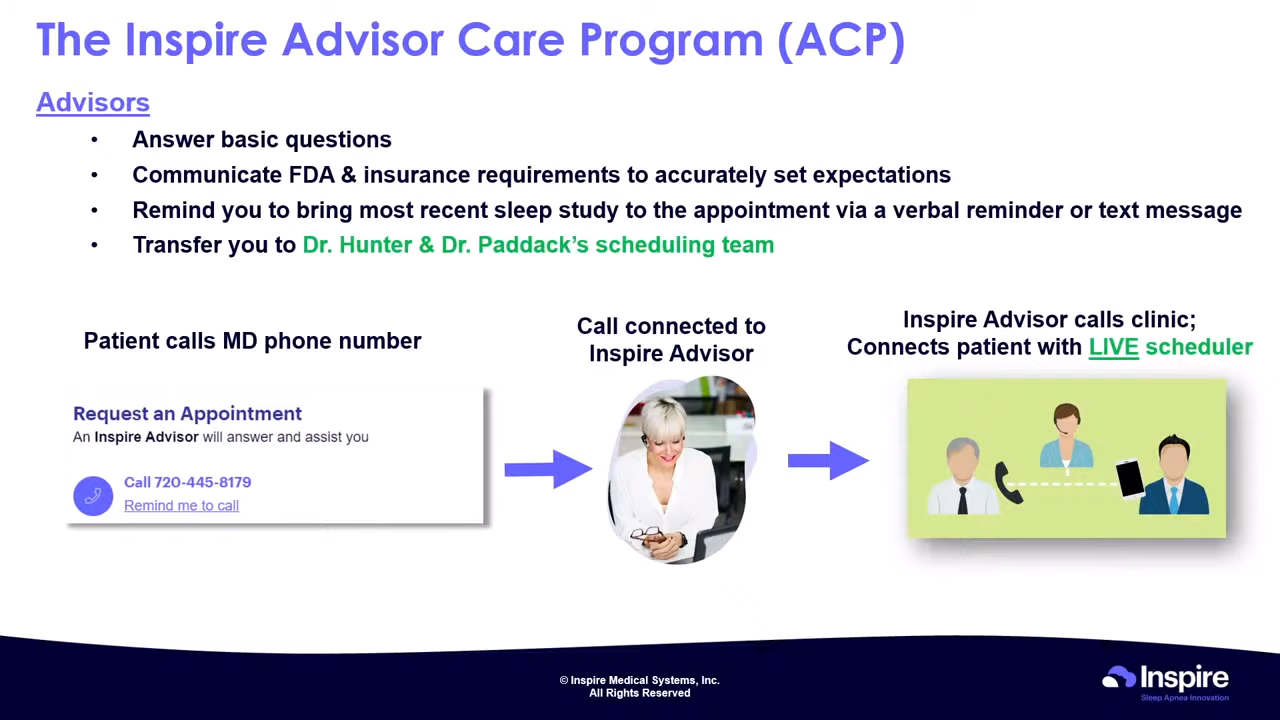 The Inspire Advisor Care Program (ACP)
Advisors
• Answer basic questions
• Communicate FDA & insurance requirements to accurately set expectations
• Remind you to bring most recent sleep study to the appointment via a verbal reminder or text message
• Transfer you to Dr. Hunter & Dr. Paddack’s scheduling team
Patient calls MD phone number
Request an Appointment
An Inspire Advisor will answer and assist you
Call 720-445-8179
Remind me to call
Call connected to
Inspire Advisor
Inspire Advisor calls clinic;
Connects patient with LIVE scheduler
© Inspire Medical Systems, Inc.
All Rights Reserved
Inspire
Sleep Apnea Innovation